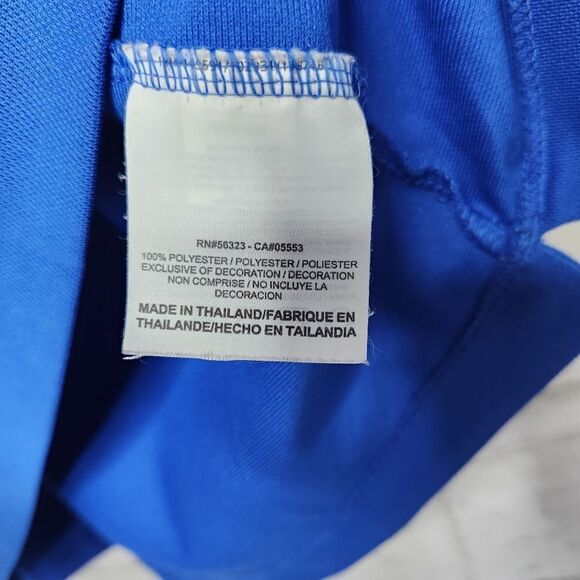 RN#56323 - CA#05553
100% POLYESTER / POLYESTER / POLIESTER
EXCLUSIVE OF DECORATION / DECORATION
NON COMPRISE / NO INCLUYE LA
DECORACION
MADE IN THAILAND/FABRIQUE EN
THAILANDE/HECHO EN TAILANDIA